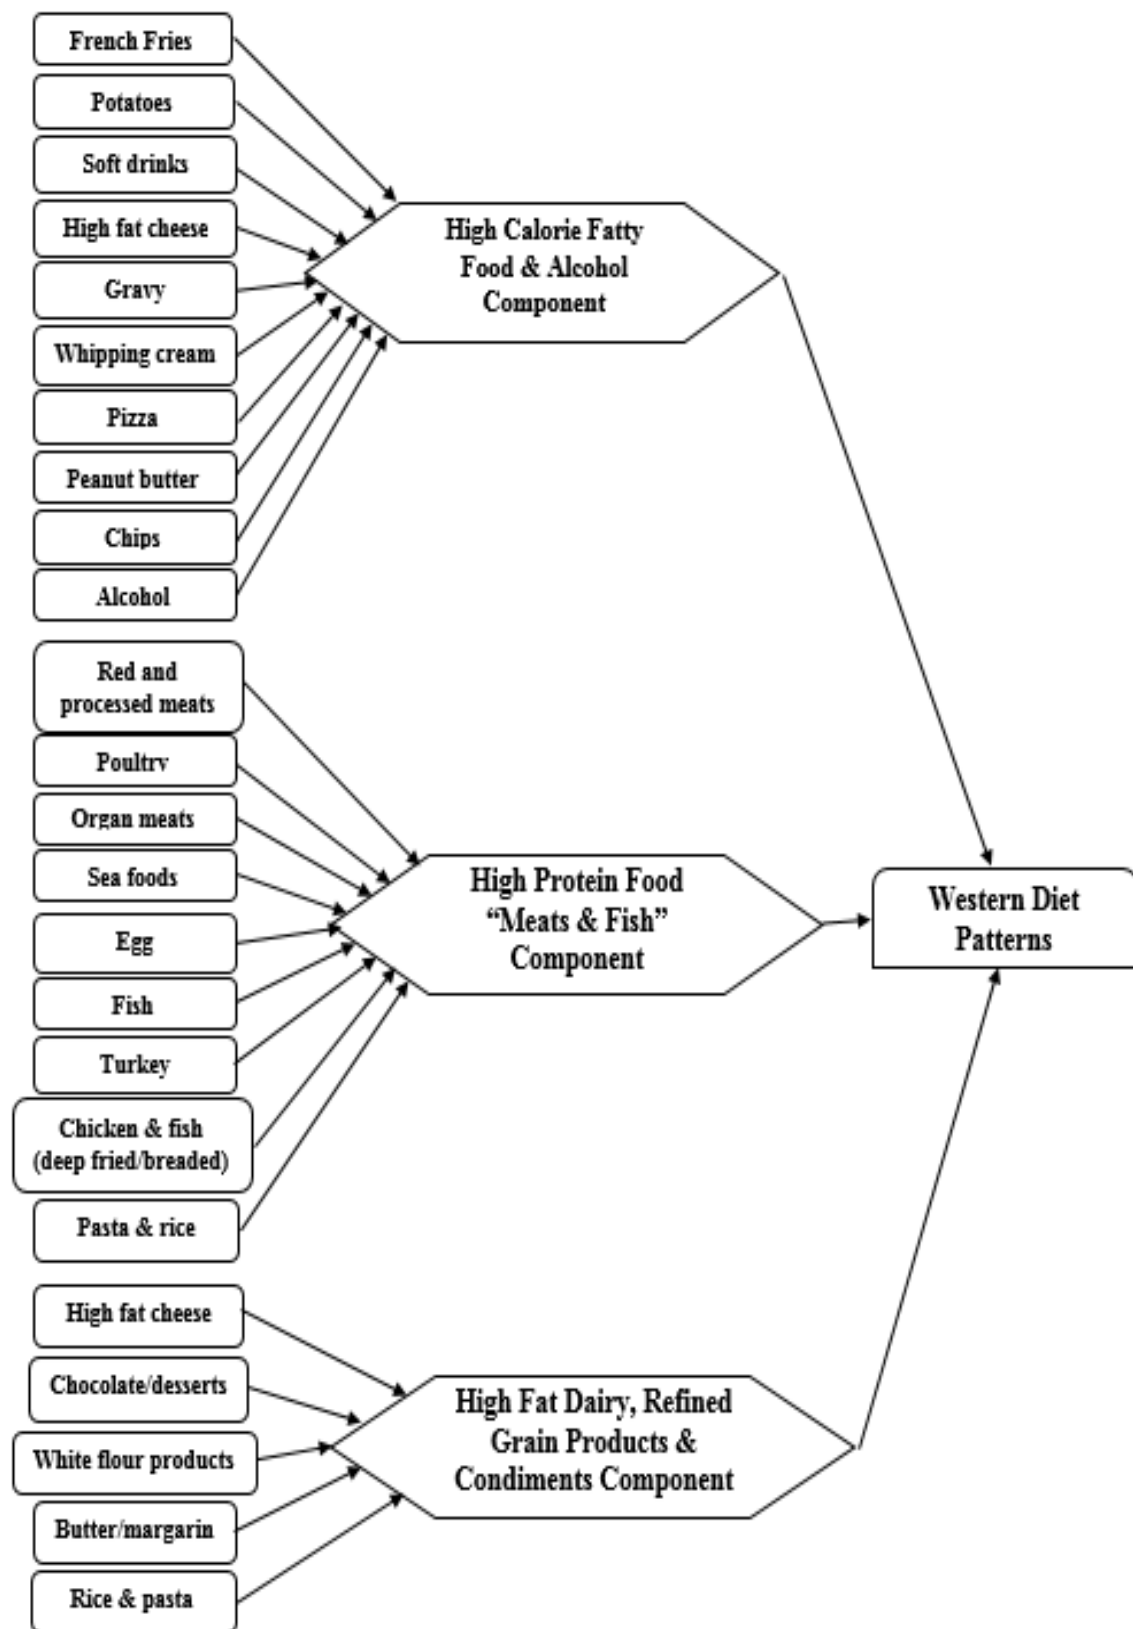 French Fries
Potatoes
Soft drinks
High fat cheese
Gravy
Whipping cream
Pizza
Peanut butter
Chips
Alcohol
High Calorie Fatty
Food & Alcohol
Component
Red and
processed meats
Poultry
Organ meats
Sea foods
Egg
Fish
Turkey
Chicken & fish
(deep fried/breaded)
Pasta & rice
High Protein Food
“Meats & Fish”
Component
Western Diet
Patterns
High fat cheese
Chocolate/desserts
White flour products
Butter/margarin
Rice & pasta
High Fat Dairy, Refined
Grain Products &
Condiments Component